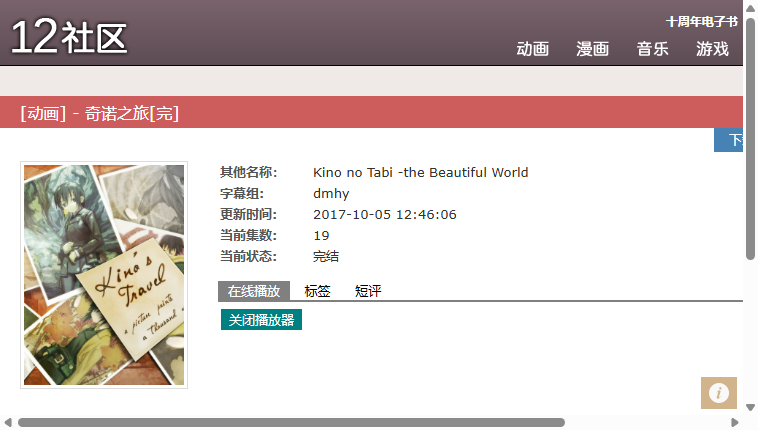 十周年电子书
12社区
动画 漫画 音乐 游戏
[动画] - 奇诺之旅[完]
下
其他名称: Kino no Tabi -the Beautiful World
字幕组: dmhy
更新时间: 2017-10-05 12:46:06
当前集数: 19
当前状态: 完结
在线播放 标签 短评
关闭播放器
Kino's
Travel
a picture paints
a thousand
i